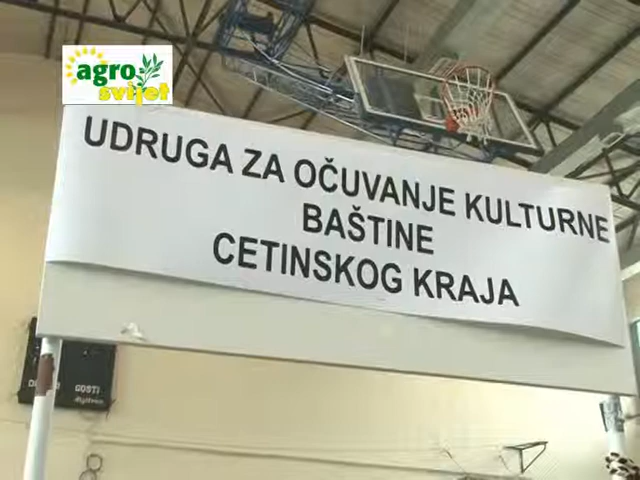 agro
svijet
UDRUGA ZA OČUVANJE KULTURNE
BAŠTINE
CETINSKOG KRAJA
GOSTI